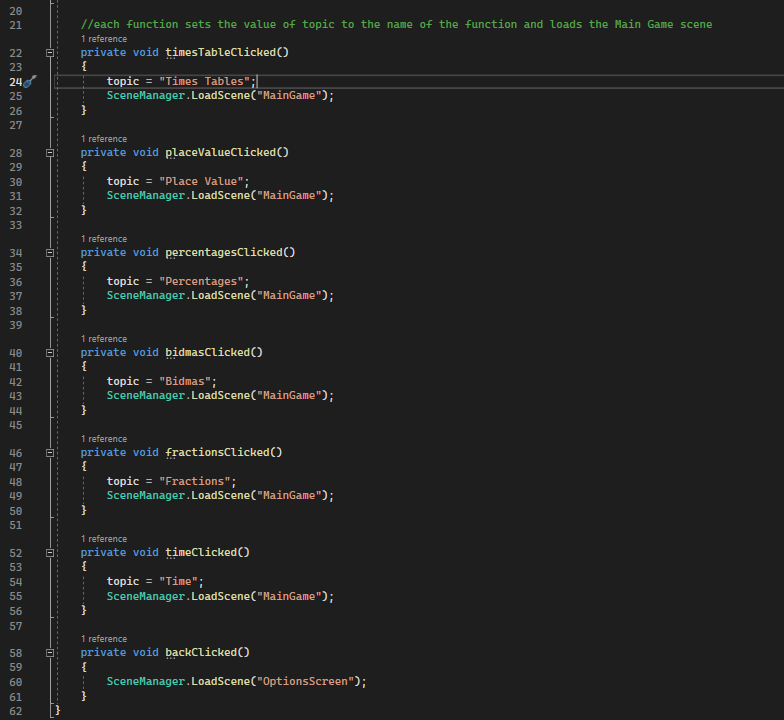 20
21 //each function sets the value of topic to the name of the function and loads the Main Game scene
1 reference
22 private void timesTableClicked()
23 {
24 topic = "Times Tables";
25 SceneManager.LoadScene("MainGame");
26 }
27
1 reference
28 private void placeValueClicked()
29 {
30 topic = "Place Value";
31 SceneManager.LoadScene("MainGame");
32 }
33
1 reference
34 private void percentagesClicked()
35 {
36 topic = "Percentages";
37 SceneManager.LoadScene("MainGame");
38 }
39
1 reference
40 private void bidmasClicked()
41 {
42 topic = "Bidmas";
43 SceneManager.LoadScene("MainGame");
44 }
45
1 reference
46 private void fractionsClicked()
47 {
48 topic = "Fractions";
49 SceneManager.LoadScene("MainGame");
50 }
51
1 reference
52 private void timeClicked()
53 {
54 topic = "Time";
55 SceneManager.LoadScene("MainGame");
56 }
57
1 reference
58 private void backClicked()
59 {
60 SceneManager.LoadScene("OptionsScreen");
61 }
62 }